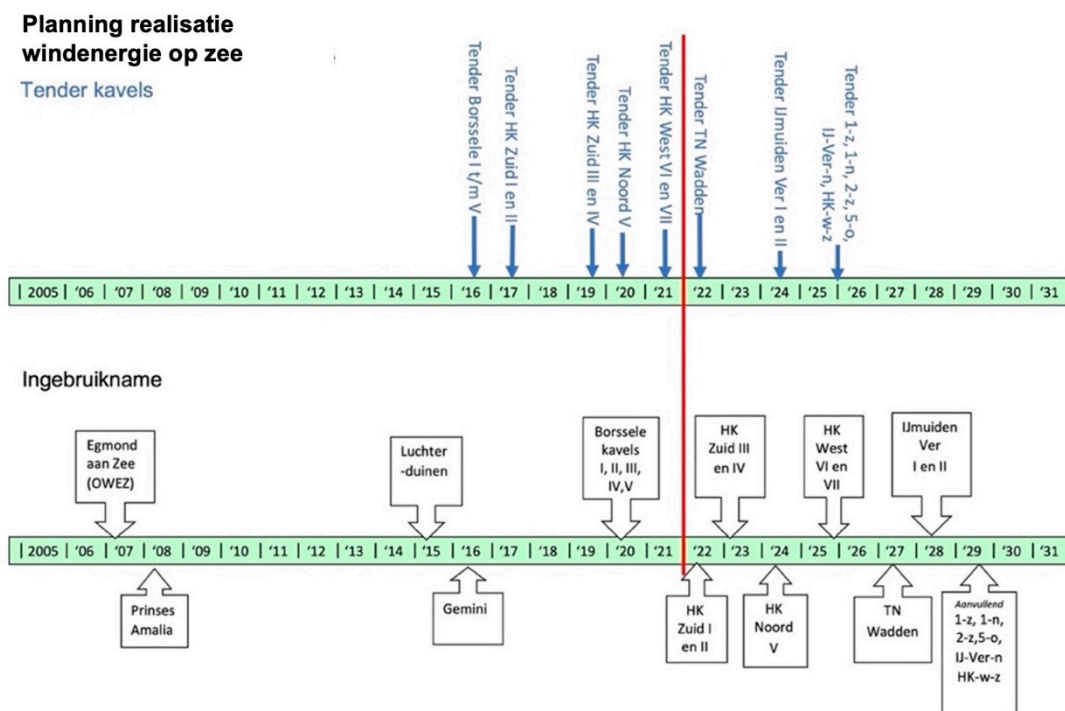 Planning realisatie
windenergie op zee
Tender kavels
Tender Borssele I t/m V
Tender HK Zuid I en II
Tender HK Zuid III en IV
Tender HK Noord V
Tender HK West VI en VII
Tender TN Wadden
Tender IJmuiden Ver I en II
Tender 1-z, 1-n, 2-z, 5-o,
IJ-Ver-n, HK-w-z
| 2005 | '06 | '07 | '08 | '09 | '10 | '11 | '12 | '13 | '14 | '15 | '16 | '17 | '18 | '19 | '20 | '21 | '22 | '23 | '24 | '25 | '26 | '27 | '28 | '29 | '30 | '31
Ingebruikname
Egmond
aan Zee
(OWEZ)
Luchter
-duinen
Borssele
kavels
I, II, III,
IV,V
HK
Zuid III
en IV
HK
West
VI en
VII
IJmuiden
Ver
I en II
| 2005 | '06 | '07 | '08 | '09 | '10 | '11 | '12 | '13 | '14 | '15 | '16 | '17 | '18 | '19 | '20 | '21 | '22 | '23 | '24 | '25 | '26 | '27 | '28 | '29 | '30 | '31
Prinses
Amalia
Gemini
HK
Zuid I
en II
HK
Noord
V
TN
Wadden
Aanvullend
1-z, 1-n,
2-z,5-o,
IJ-Ver-n
HK-w-z